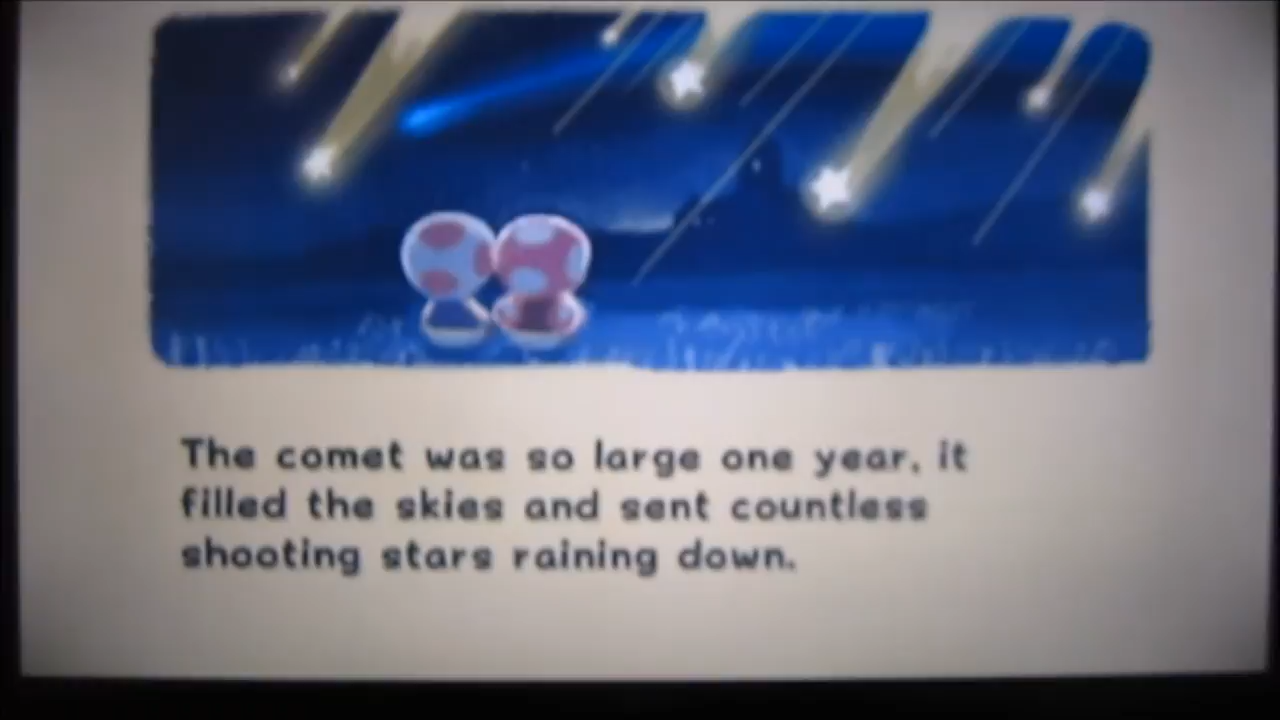 The comet was so large one year, it
filled the skies and sent countless
shooting stars raining down.